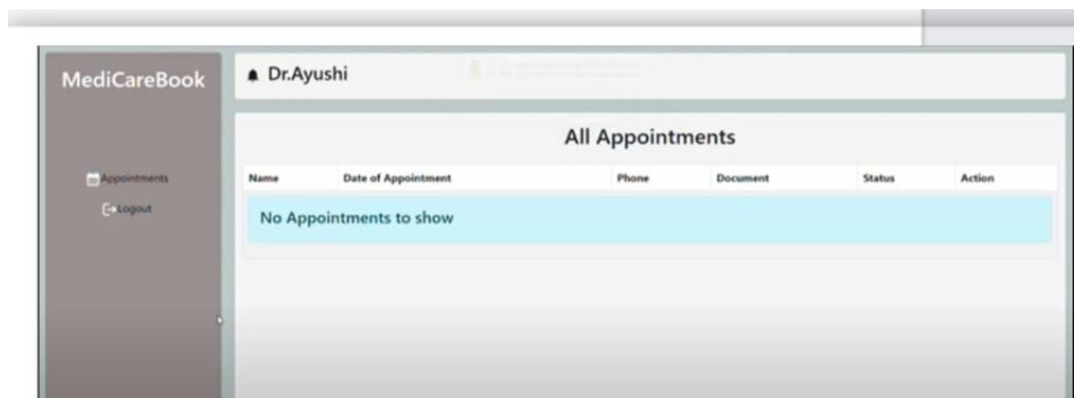 MediCareBook
Dr.Ayushi
All Appointments
Name Date of Appointment Phone Document Status Action
Appointments
No Appointments to show
Logout